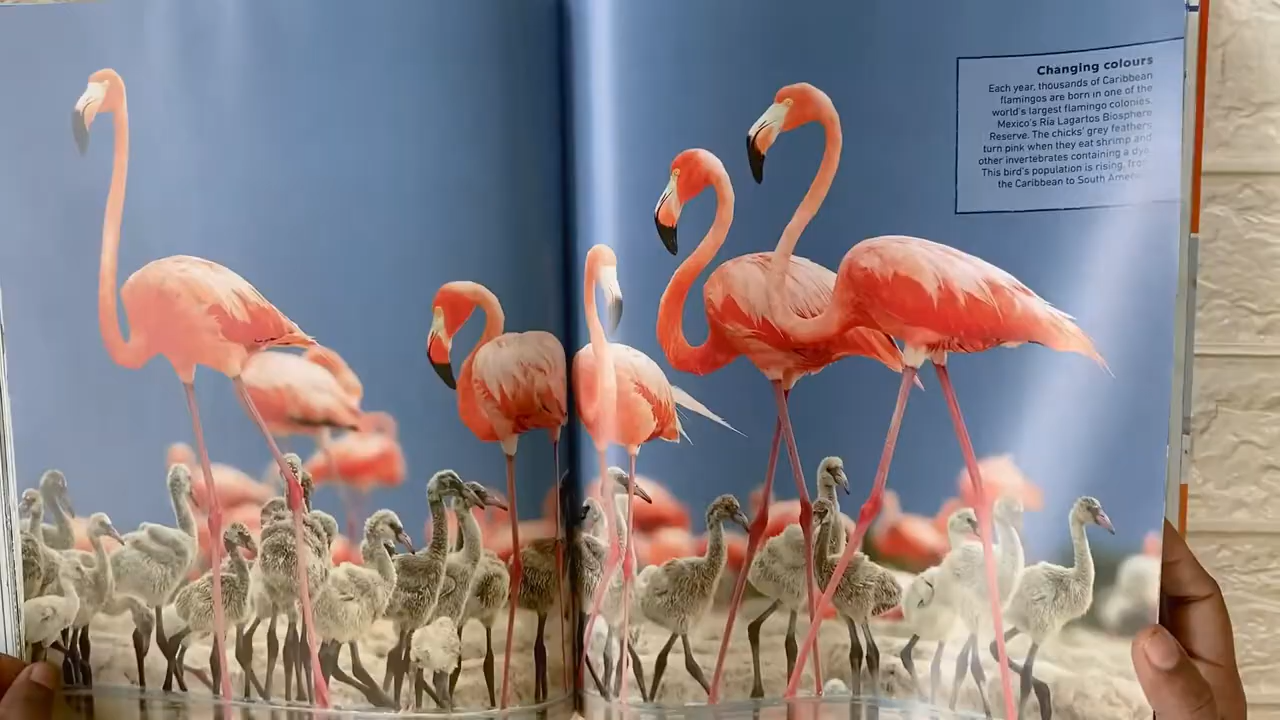 Changing colours
Each year, thousands of Caribbean
flamingos are born in one of the
world's largest flamingo colonies,
Mexico's Ría Lagartos Biosphere
Reserve. The chicks' grey feathers
turn pink when they eat shrimp and
other invertebrates containing a dye.
This bird's population is rising, from
the Caribbean to South